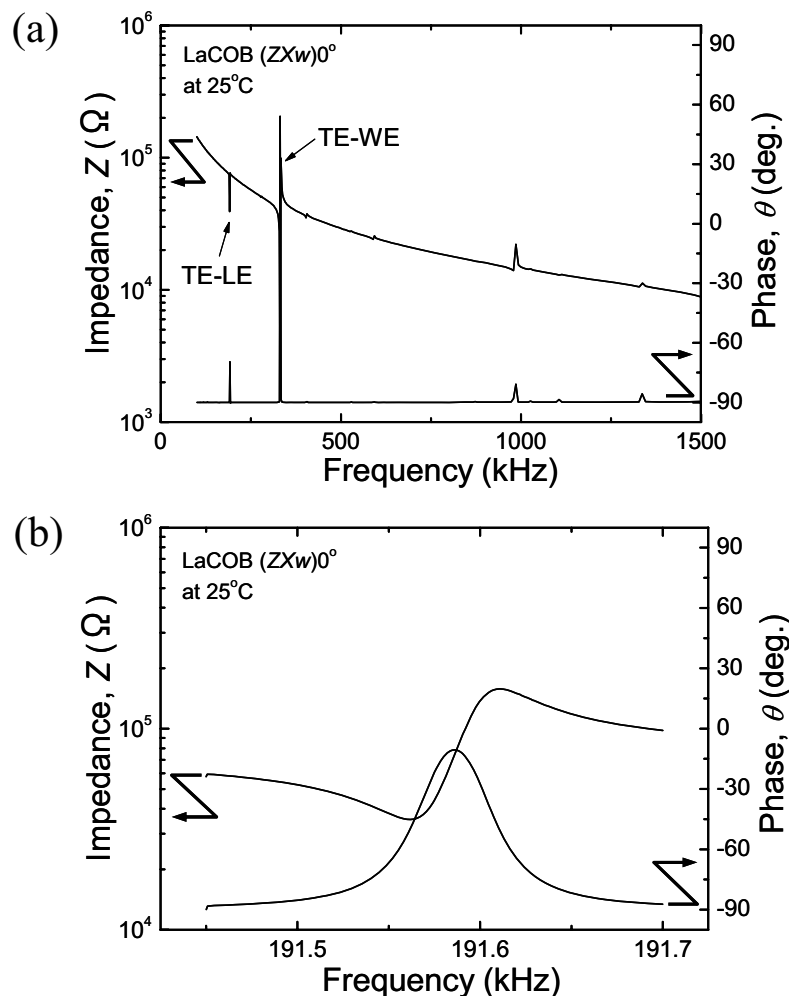 (a)
10^6
10^5
10^4
10^3
Impedance, Z (Ω)
LaCOB (ZXw)0°
at 25°C
TE-WE
TE-LE
90
60
30
0
-30
-60
-90
Phase, θ (deg.)
0 500 1000 1500
Frequency (kHz)
(b)
10^6
10^5
10^4
Impedance, Z (Ω)
LaCOB (ZXw)0°
at 25°C
90
60
30
0
-30
-60
-90
Phase, θ (deg.)
191.5 191.6 191.7
Frequency (kHz)